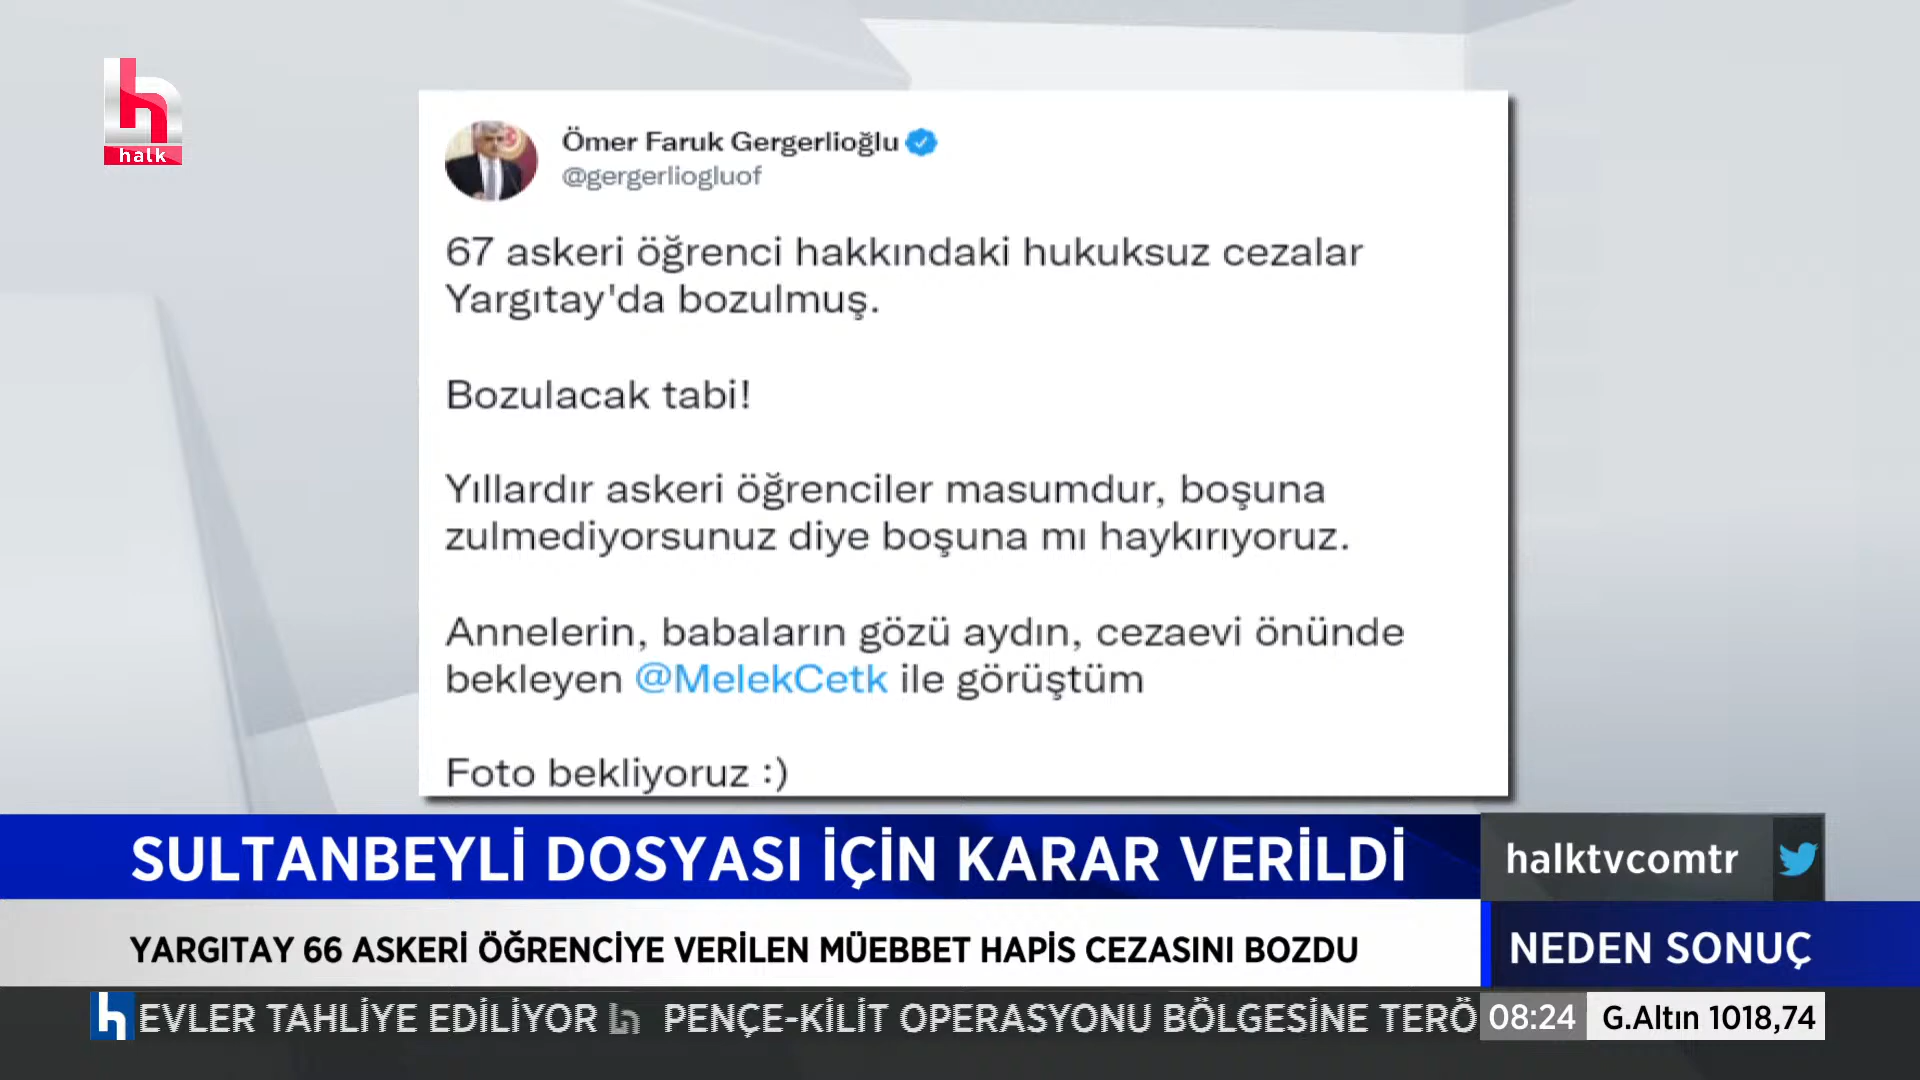 halk
Ömer Faruk Gergerlioğlu
@gergerliogluof
67 askeri öğrenci hakkındaki hukuksuz cezalar
Yargıtay'da bozulmuş.
Bozulacak tabi!
Yıllardır askeri öğrenciler masumdur, boşuna
zulmediyorsunuz diye boşuna mı haykırıyoruz.
Annelerin, babaların gözü aydın, cezaevi önünde
bekleyen @MelekCetk ile görüştüm
Foto bekliyoruz :)
SULTANBEYLİ DOSYASI İÇİN KARAR VERİLDİ
halktvcomtr
YARGITAY 66 ASKERİ ÖĞRENCİYE VERİLEN MÜEBBET HAPİS CEZASINI BOZDU
NEDEN SONUÇ
EVLER TAHLİYE EDİLİYOR PENÇE-KİLİT OPERASYONU BÖLGESİNE TERÖ
08:24 G.Altın 1018,74